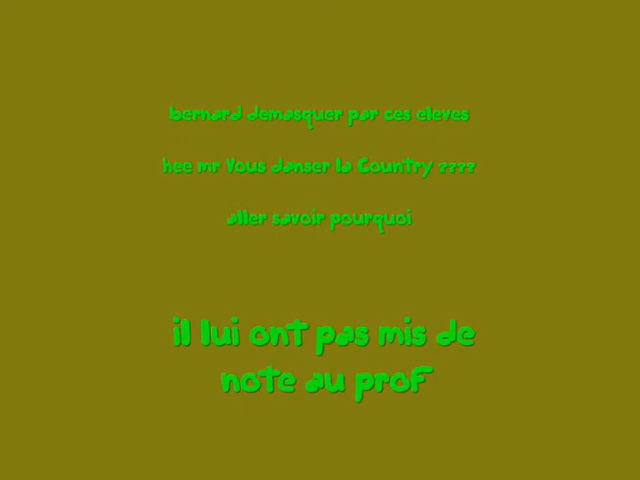 bernard demasquer par ces eleves
hee mr Vous danser la Country ????
aller savoir pourquoi
il lui ont pas mis de
note au prof